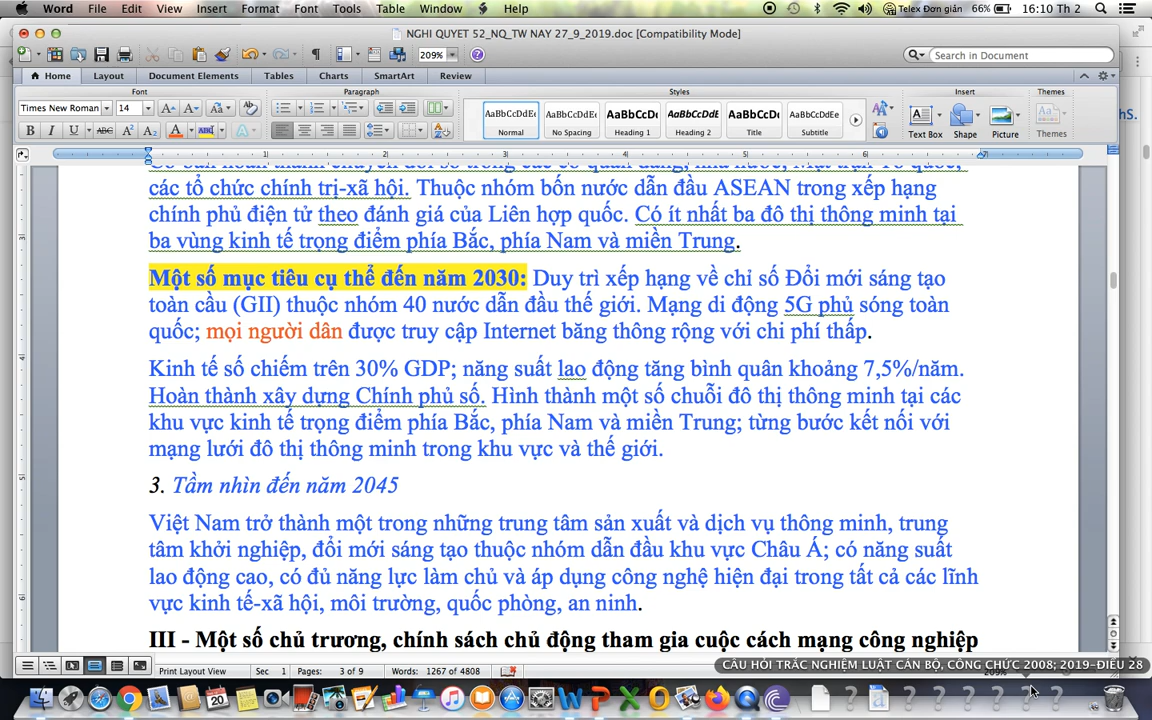 Word File Edit View Insert Format Font Tools Table Window Help Telex Đơn giản 66% 16:10 Th 2
NGHI QUYET 52_NQ_TW NAY 27_9_2019.doc [Compatibility Mode]
209% Search in Document
Home Layout Document Elements Tables Charts SmartArt Review
Font Paragraph Styles Insert Themes
Times New Roman 14
AaBbCcDdEe AaBbCcDdEe AaBbCcDc AaBbCcDdE AaBbCcDc AaBbCcDdEe
Normal No Spacing Heading 1 Heading 2 Title Subtitle Text Box Shape Picture Themes
các tổ chức chính trị-xã hội. Thuộc nhóm bốn nước dẫn đầu ASEAN trong xếp hạng
chính phủ điện tử theo đánh giá của Liên hợp quốc. Có ít nhất ba đô thị thông minh tại
ba vùng kinh tế trọng điểm phía Bắc, phía Nam và miền Trung.
Một số mục tiêu cụ thể đến năm 2030: Duy trì xếp hạng về chỉ số Đổi mới sáng tạo
toàn cầu (GII) thuộc nhóm 40 nước dẫn đầu thế giới. Mạng di động 5G phủ sóng toàn
quốc; mọi người dân được truy cập Internet băng thông rộng với chi phí thấp.
Kinh tế số chiếm trên 30% GDP; năng suất lao động tăng bình quân khoảng 7,5%/năm.
Hoàn thành xây dựng Chính phủ số. Hình thành một số chuỗi đô thị thông minh tại các
khu vực kinh tế trọng điểm phía Bắc, phía Nam và miền Trung; từng bước kết nối với
mạng lưới đô thị thông minh trong khu vực và thế giới.
3. Tầm nhìn đến năm 2045
Việt Nam trở thành một trong những trung tâm sản xuất và dịch vụ thông minh, trung
tâm khởi nghiệp, đổi mới sáng tạo thuộc nhóm dẫn đầu khu vực Châu Á; có năng suất
lao động cao, có đủ năng lực làm chủ và áp dụng công nghệ hiện đại trong tất cả các lĩnh
vực kinh tế-xã hội, môi trường, quốc phòng, an ninh.
III - Một số chủ trương, chính sách chủ động tham gia cuộc cách mạng công nghiệp
Print Layout View Sec 1 Pages: 3 of 9 Words: 1267 of 4808 209%
CÂU HỎI TRẮC NGHIỆM LUẬT CÁN BỘ, CÔNG CHỨC 2008; 2019-ĐIỀU 28